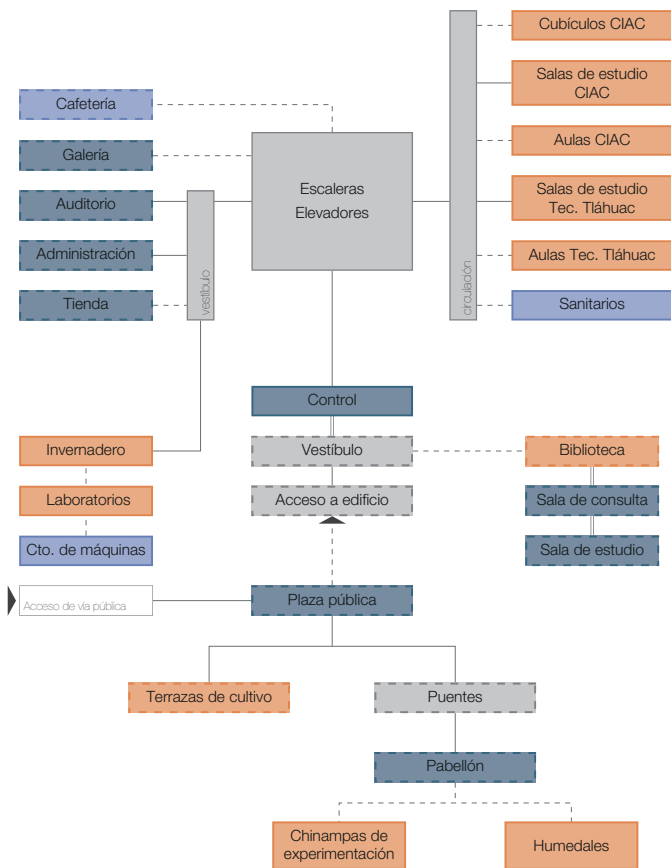 Cubículos CIAC
Salas de estudio
CIAC
Cafetería
Galería
Aulas CIAC
Escaleras
Elevadores
Auditorio
Salas de estudio
Tec. Tláhuac
Administración
Aulas Tec. Tláhuac
vestíbulo
circulación
Tienda
Sanitarios
Control
Invernadero
Vestíbulo
Biblioteca
Laboratorios
Acceso a edificio
Sala de consulta
Cto. de máquinas
Sala de estudio
Acceso de vía pública
Plaza pública
Terrazas de cultivo
Puentes
Pabellón
Chinampas de
experimentación
Humedales